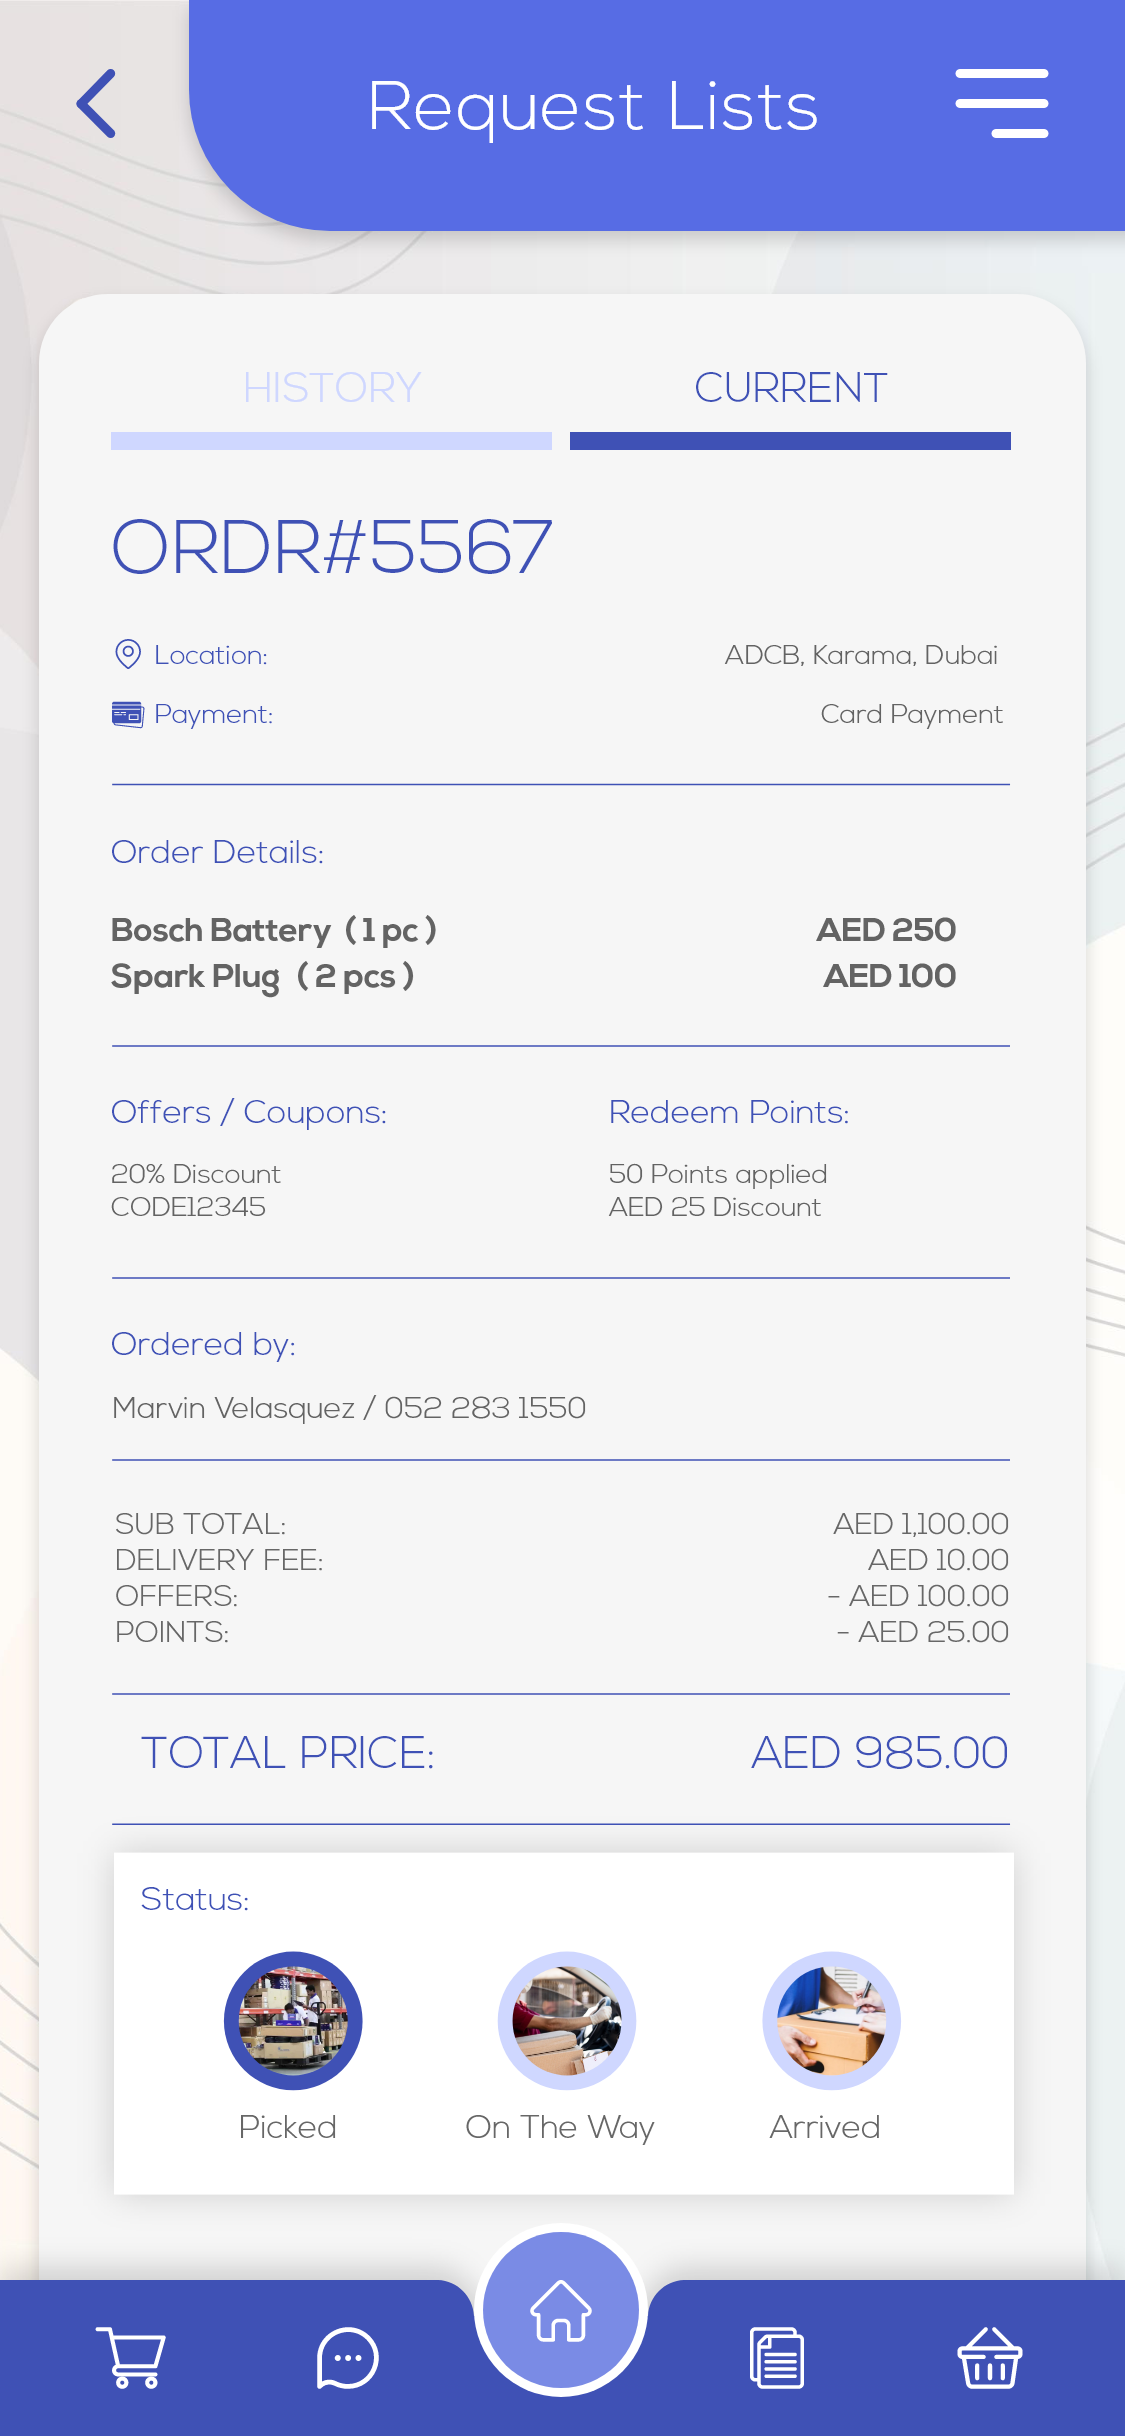 Request Lists
HISTORY
CURRENT
ORDR#5567
Location: ADCB, Karama, Dubai
Payment: Card Payment
Order Details:
Bosch Battery ( 1 pc ) AED 250
Spark Plug ( 2 pcs ) AED 100
Offers / Coupons:
20% Discount
CODE12345
Redeem Points:
50 Points applied
AED 25 Discount
Ordered by:
Marvin Velasquez / 052 283 1550
SUB TOTAL: AED 1,100.00
DELIVERY FEE: AED 10.00
OFFERS: - AED 100.00
POINTS: - AED 25.00
TOTAL PRICE: AED 985.00
Status:
Picked
On The Way
Arrived